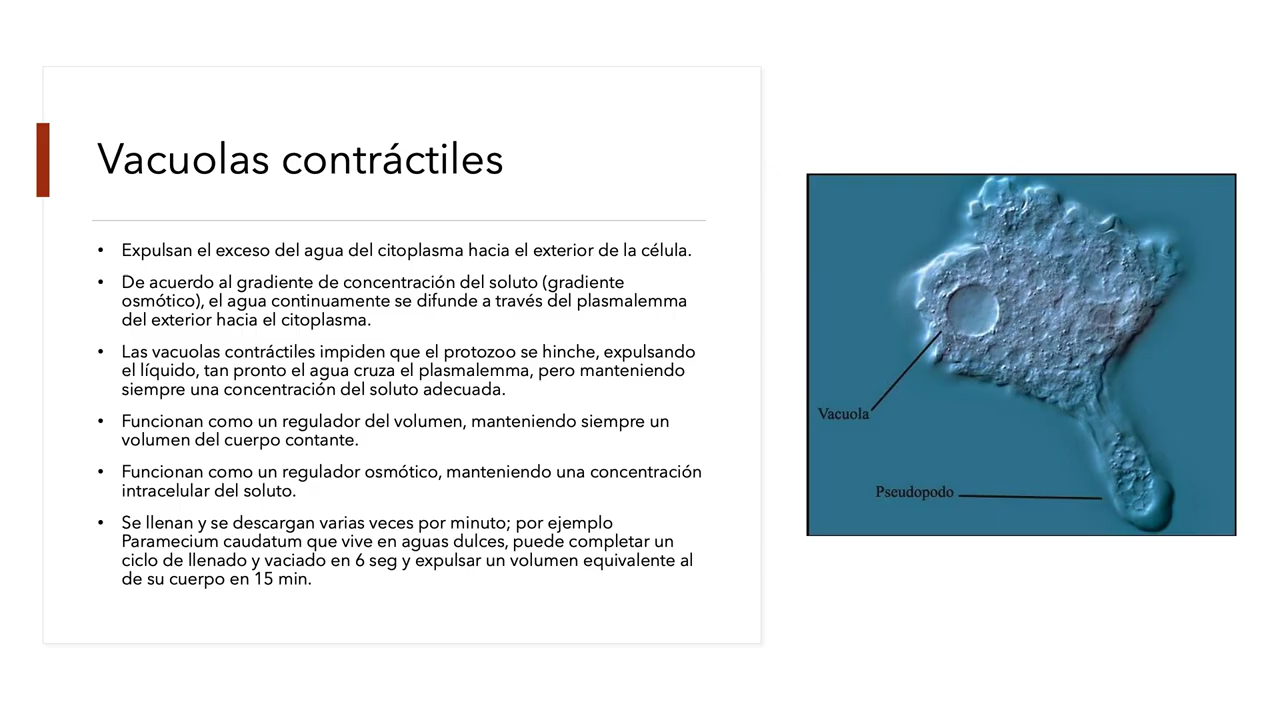 Vacuolas contráctiles
• Expulsan el exceso del agua del citoplasma hacia el exterior de la célula.
• De acuerdo al gradiente de concentración del soluto (gradiente
osmótico), el agua continuamente se difunde a través del plasmalemma
del exterior hacia el citoplasma.
• Las vacuolas contráctiles impiden que el protozoo se hinche, expulsando
el líquido, tan pronto el agua cruza el plasmalemma, pero manteniendo
siempre una concentración del soluto adecuada.
• Funcionan como un regulador del volumen, manteniendo siempre un
volumen del cuerpo contante.
• Funcionan como un regulador osmótico, manteniendo una concentración
intracelular del soluto.
• Se llenan y se descargan varias veces por minuto; por ejemplo
Paramecium caudatum que vive en aguas dulces, puede completar un
ciclo de llenado y vaciado en 6 seg y expulsar un volumen equivalente al
de su cuerpo en 15 min.
Vacuola
Pseudopodo